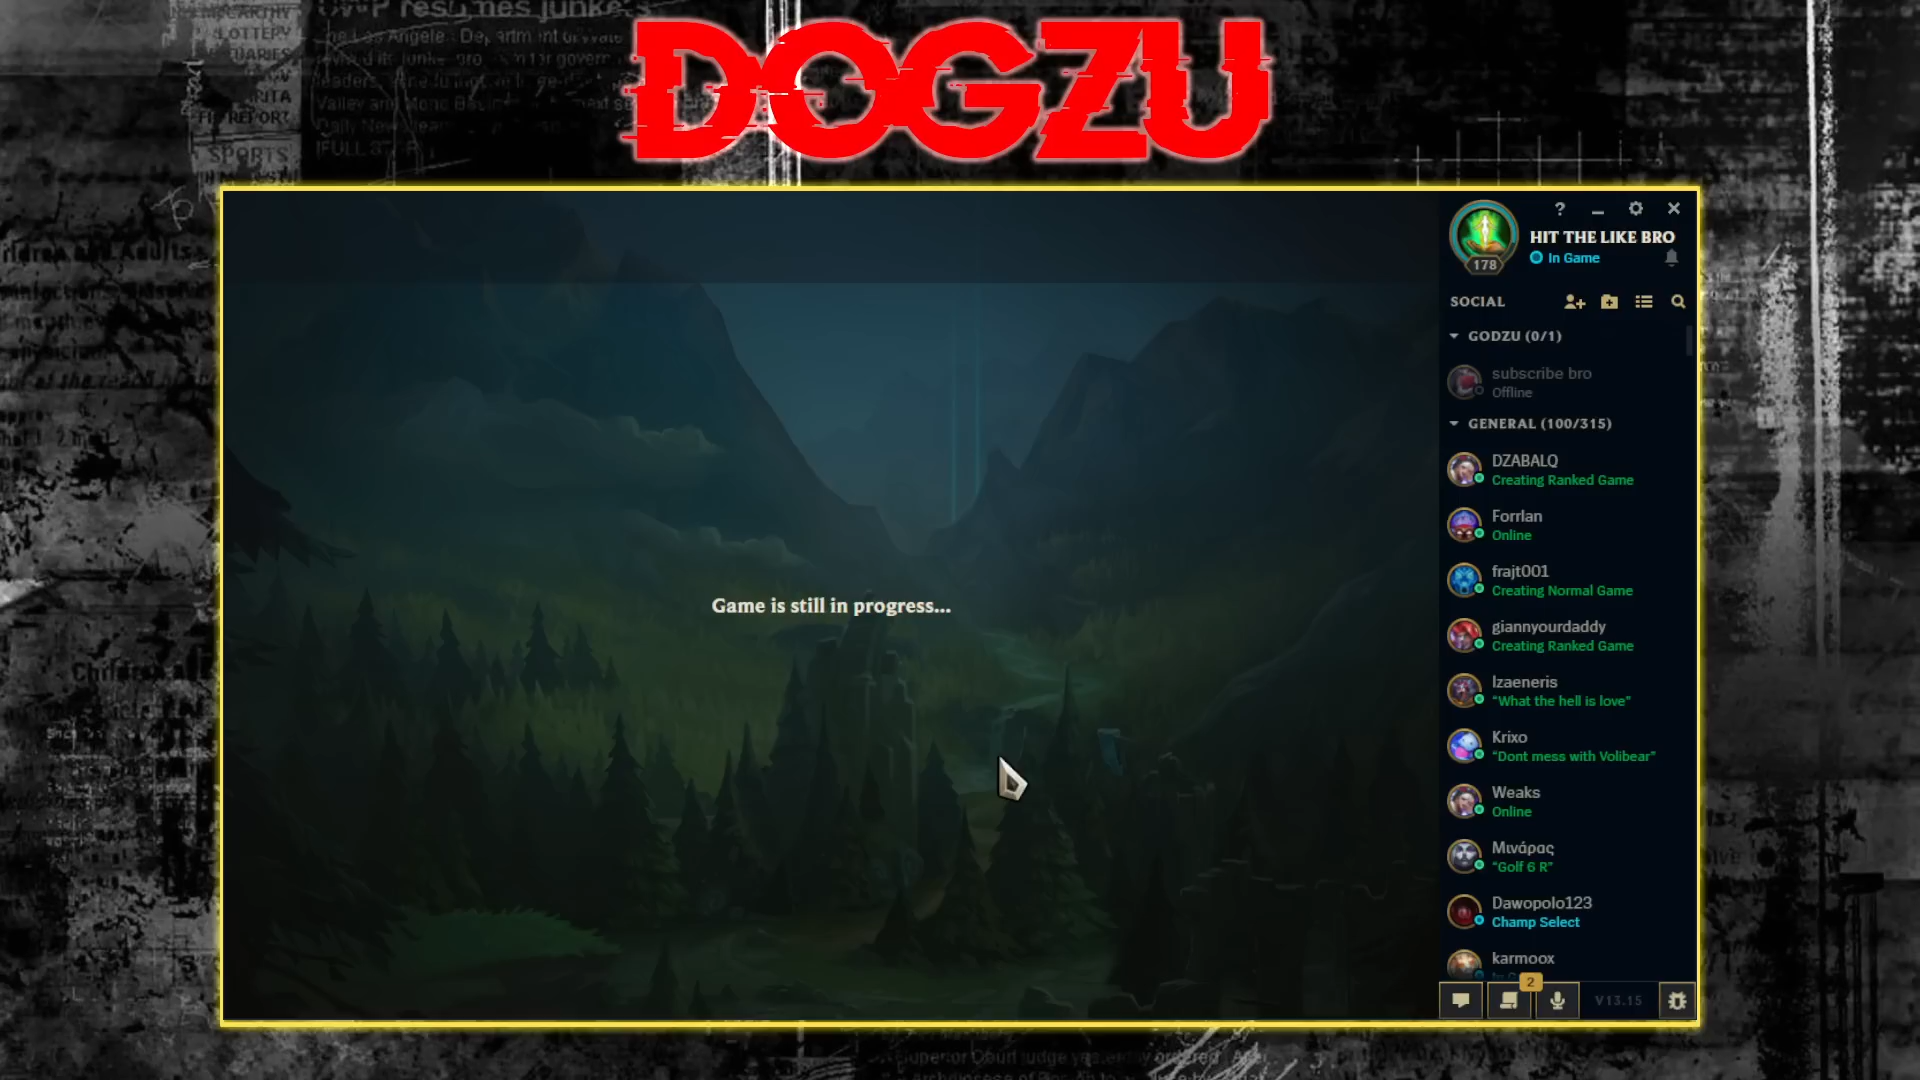 DOGZU
LOTTERY
SPORTS
?
HIT THE LIKE BRO
178
In Game
SOCIAL
GODZU (0/1)
subscribe bro
Offline
GENERAL (100/315)
DZABALQ
Creating Ranked Game
Forrlan
Online
frajt001
Creating Normal Game
giannyourdaddy
Creating Ranked Game
Izaeneris
“What the hell is love”
Krixo
“Dont mess with Volibear”
Weaks
Online
Μινάρας
“Golf 6 R”
Dawopolo123
Champ Select
karmoox
2
V13.15
Game is still in progress...